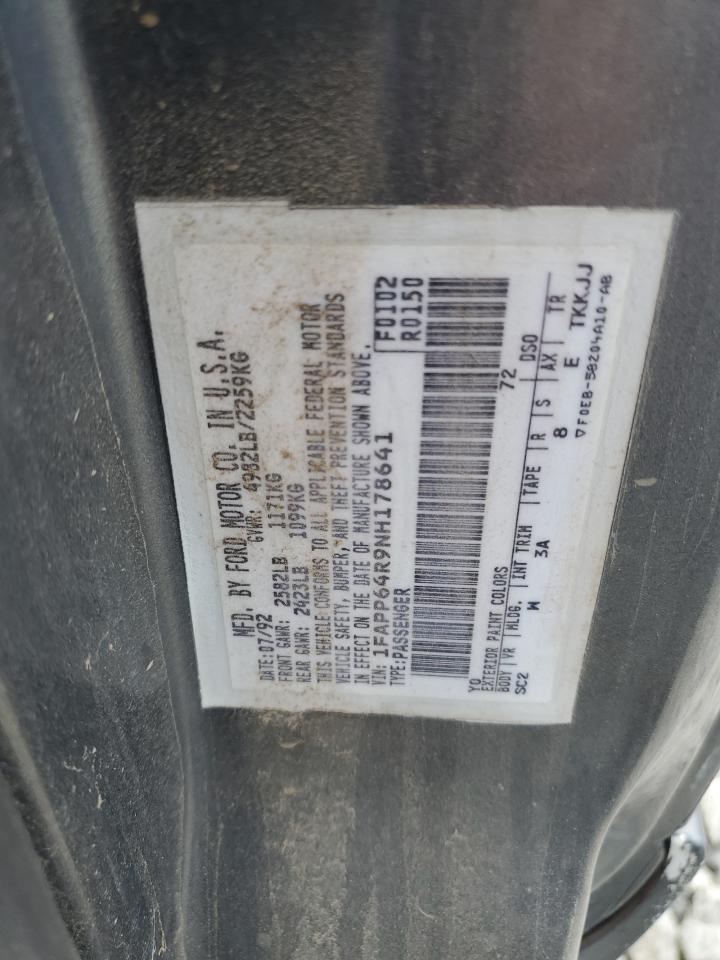 MFD. BY FORD MOTOR CO. IN U.S.A.
DATE: 07/92 GVWR: 4982LB/2259KG
FRONT GAWR: 2582LB 1171KG
REAR GAWR: 2423LB 1099KG
THIS VEHICLE CONFORMS TO ALL APPLICABLE FEDERAL MOTOR
VEHICLE SAFETY, BUMPER, AND THEFT PREVENTION STANDARDS
IN EFFECT ON THE DATE OF MANUFACTURE SHOWN ABOVE.
VIN: 1FAPP64R9NH178641 F0102
TYPE: PASSENGER R0150
YO 72
EXTERIOR PAINT COLORS DSO
BODY VR MLDG. INT TRIM TAPE R S AX TR
SC2 W 3A 8 E TKKJJ
▽F0EB-58204A10-AB